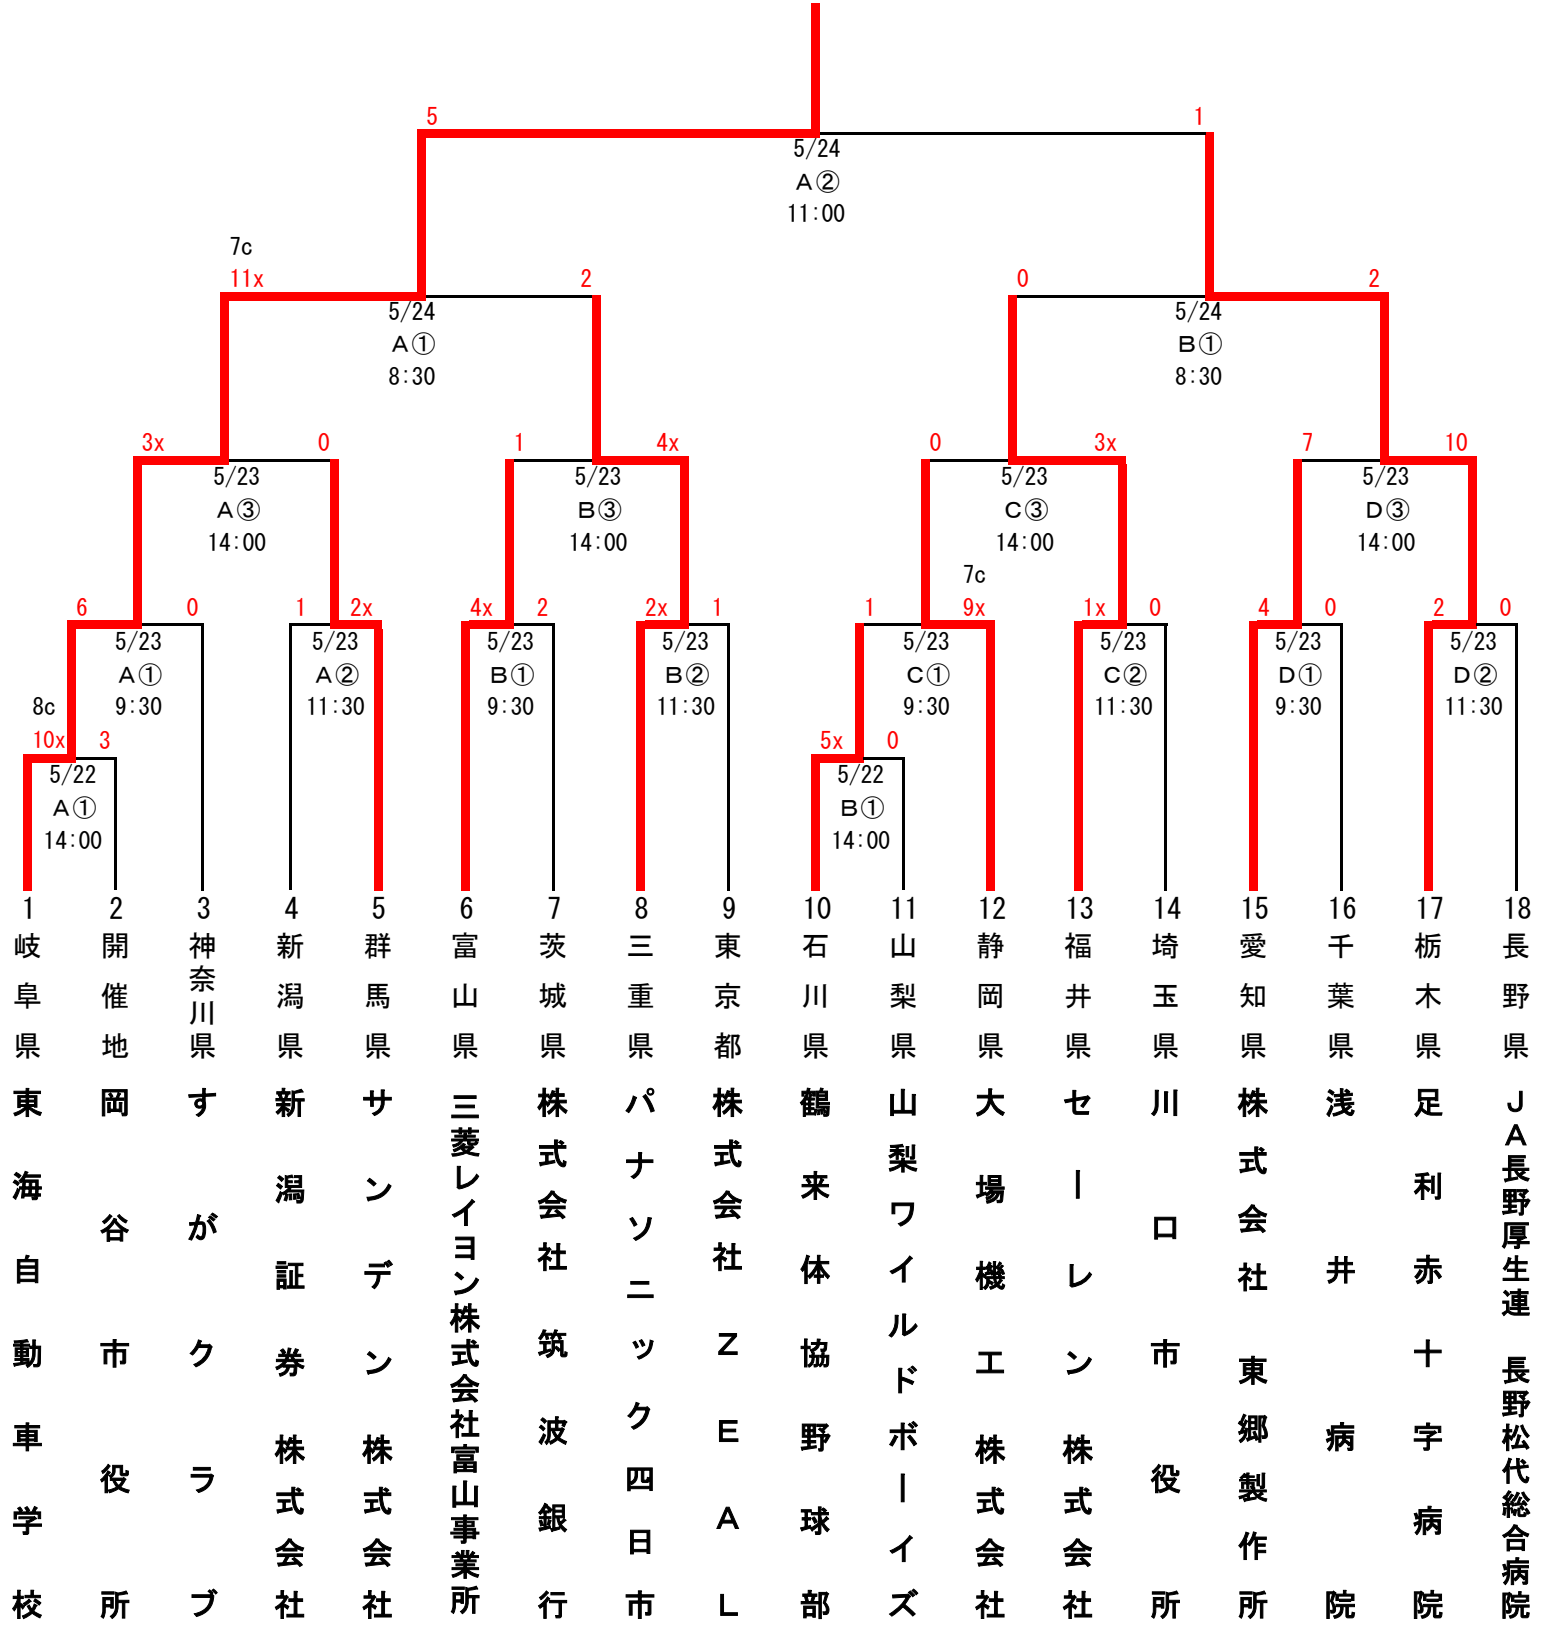 5 1
5/24
A②
11:00
7c
11x 2 0 2
5/24 5/24
A① B①
8:30 8:30
3x 0 1 4x 0 3x 7 10
5/23 5/23 5/23 5/23
A③ B③ C③ D③
14:00 14:00 14:00 14:00
7c
6 0 1 2x 4x 2 2x 1 1 9x 1x 0 4 0 2 0
5/23 5/23 5/23 5/23 5/23 5/23 5/23 5/23
A① A② B① B② C① C② D① D②
9:30 11:30 9:30 11:30 9:30 11:30 9:30 11:30
8c
10x 3 5x 0
5/22 5/22
A① B①
14:00 14:00
1 2 3 4 5 6 7 8 9 10 11 12 13 14 15 16 17 18
岐阜県
開催地
神奈川県
新潟県
群馬県
富山県
茨城県
三重県
東京都
石川県
山梨県
静岡県
福井県
埼玉県
愛知県
千葉県
栃木県
長野県
東海自動車学校
岡谷市役所
すがクラブ
新潟証券株式会社
サンデン株式会社
三菱レイヨン株式会社富山事業所
株式会社筑波銀行
パナソニック四日市
株式会社ZEAL
鶴来体協野球部
山梨ワイルドボーイズ
大場機工株式会社
セーレン株式会社
川口市役所
株式会社東郷製作所
浅井病院
足利赤十字病院
JA長野厚生連 長野松代総合病院